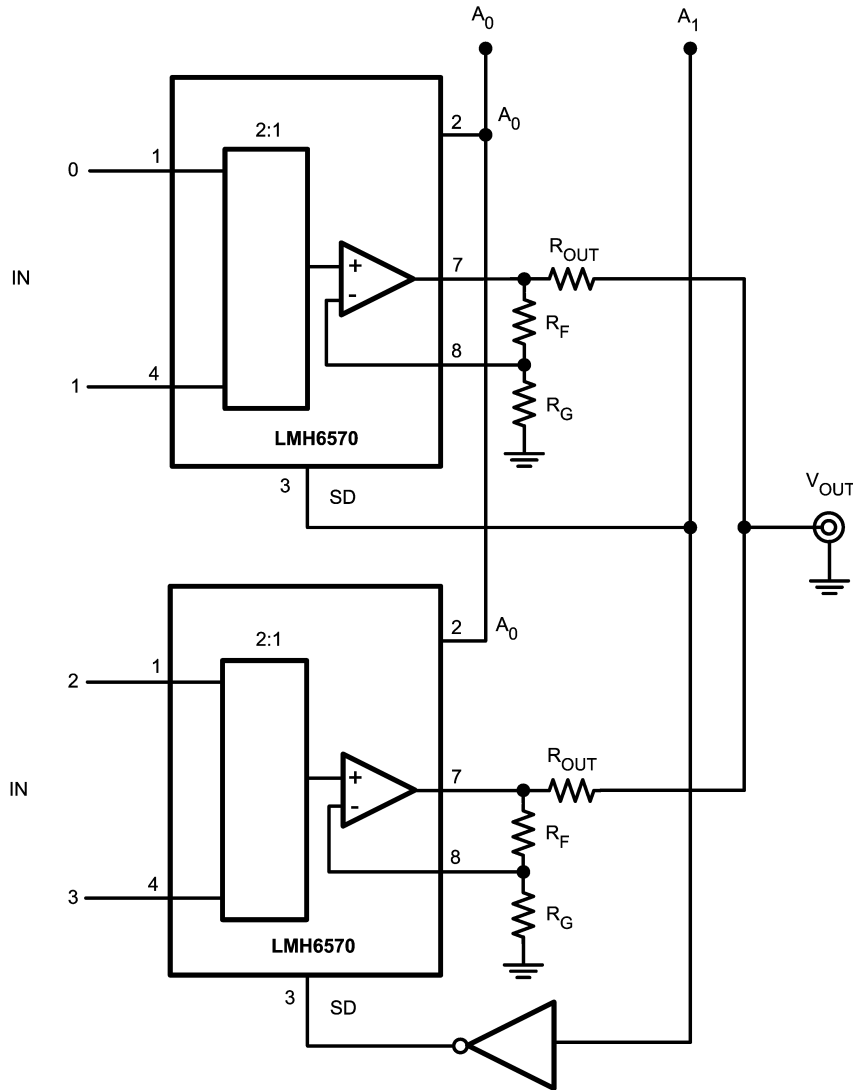 A0
A1
2 A0
2:1
0 1
IN
+
-
7
ROUT
RF
8
RG
1 4
LMH6570
3 SD
VOUT
2 A0
2:1
2 1
IN
+
-
7
ROUT
RF
8
RG
3 4
LMH6570
3 SD